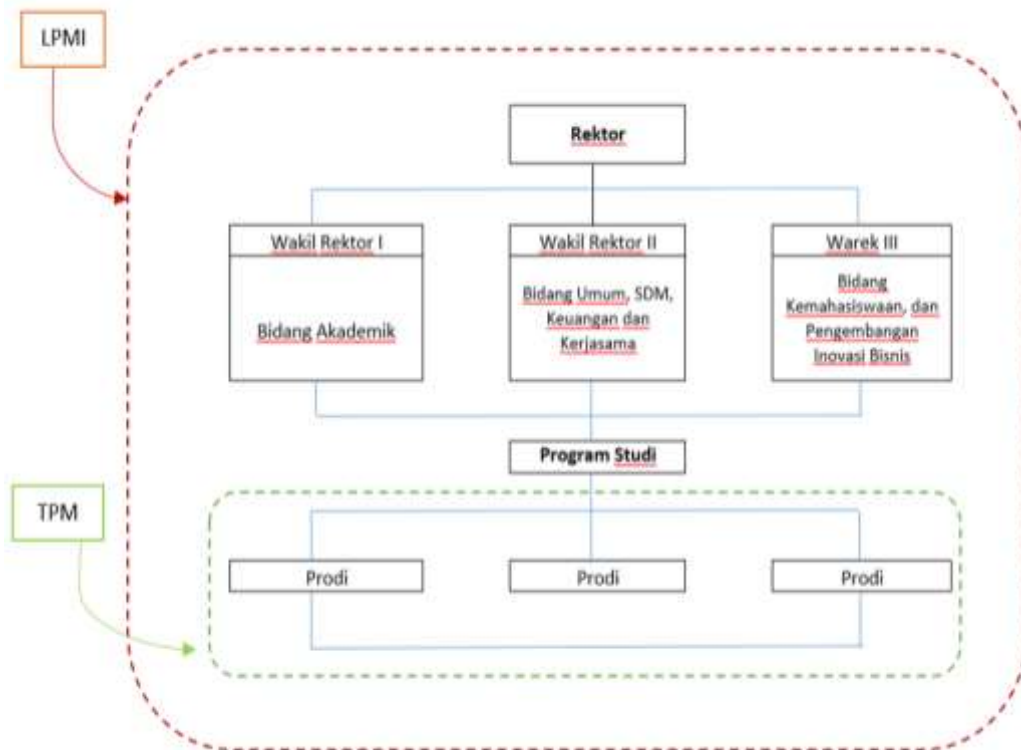 LPMI
Rektor
Wakil Rektor I
Wakil Rektor II
Warek III
Bidang Akademik
Bidang Umum, SDM,
Keuangan dan
Kerjasama
Bidang
Kemahasiswaan, dan
Pengembangan
Inovasi Bisnis
Program Studi
TPM
Prodi
Prodi
Prodi